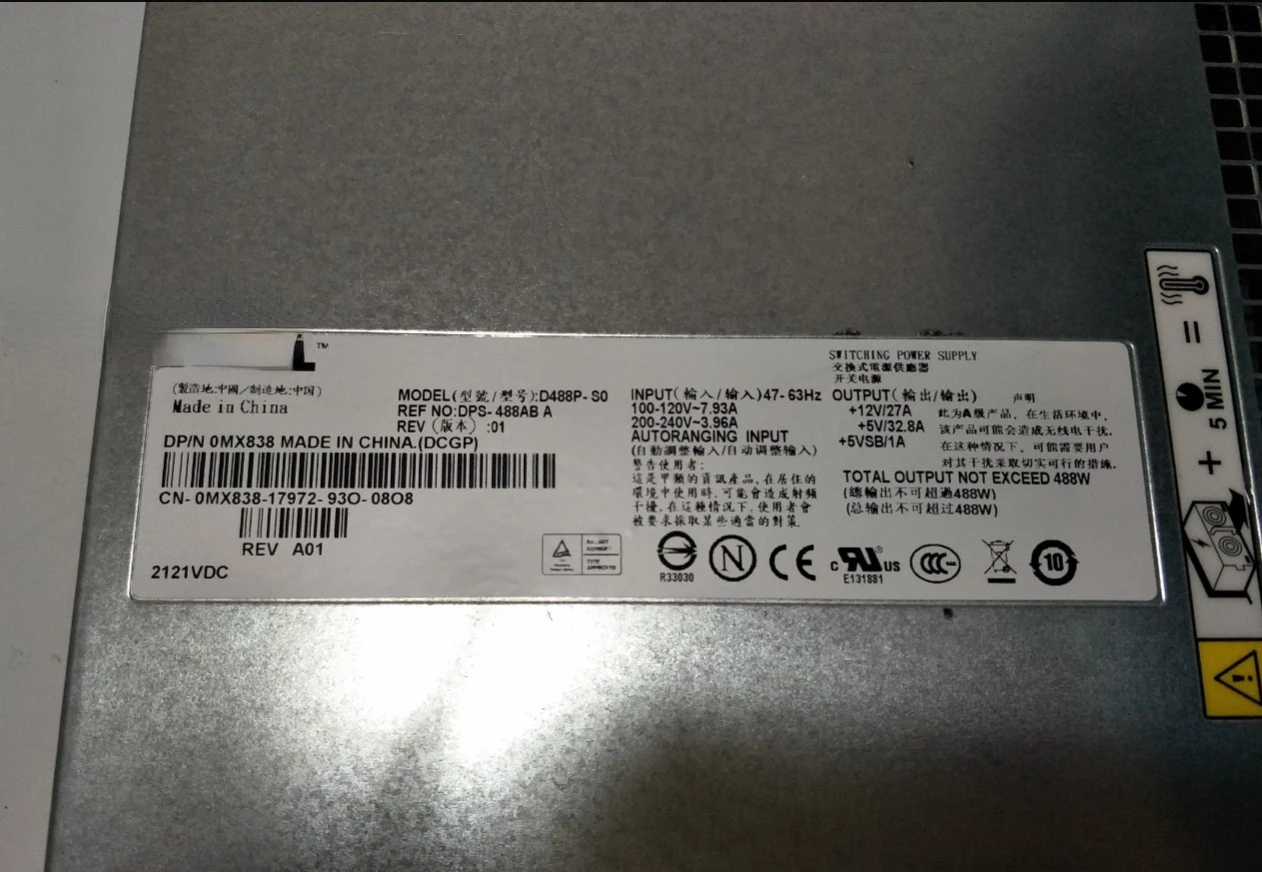 L™
(製造地:中國/制造地:中国)
Made in China
MODEL(型號/型号):D488P-S0
REF NO:DPS-488AB A
REV (版本) :01
DP/N 0MX838 MADE IN CHINA.(DCGP)
CN-0MX838-17972-93O-08O8
REV A01
2121VDC
INPUT(輸入/输入)47-63Hz
100-120V~7.93A
200-240V~3.96A
AUTORANGING INPUT
(自動調整輸入/自动调整输入)
警告使用者:
這是甲類的資訊產品,在居住的
環境中使用時,可能會造成射頻
干擾,在這種情況下,使用者會
被要求採取某些適當的對策.
SWITCHING POWER SUPPLY
交換式電源供應器
开关电源
OUTPUT(輸出/输出)
+12V/27A
+5V/32.8A
+5VSB/1A
声明
此为A级产品,在生活环境中,
该产品可能会造成无线电干扰.
在这种情况下,可能需要用户
对其干扰采取切实可行的措施.
TOTAL OUTPUT NOT EXCEED 488W
(總輸出不可超過488W)
(总输出不可超过488W)
TYPE
APPROVED
R33030
N
CE
c RU® US
E131881
CCC
10
= 5 MIN +